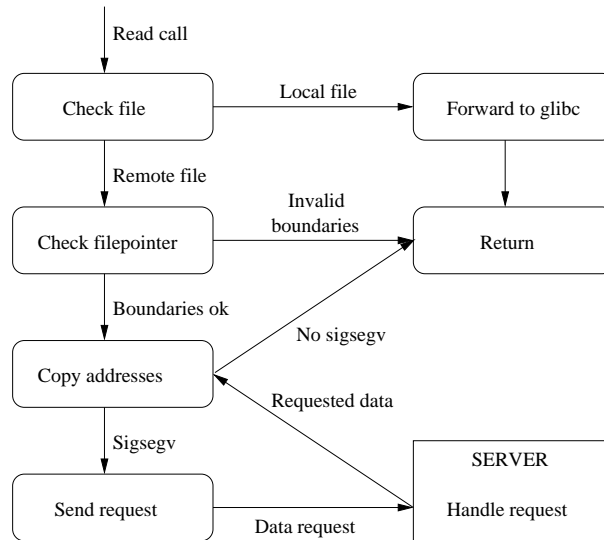 Read call
Check file
Local file
Forward to glibc
Remote file
Invalid
boundaries
Check filepointer
Return
Boundaries ok
No sigsegv
Copy addresses
Requested data
Sigsegv
SERVER
Send request
Handle request
Data request